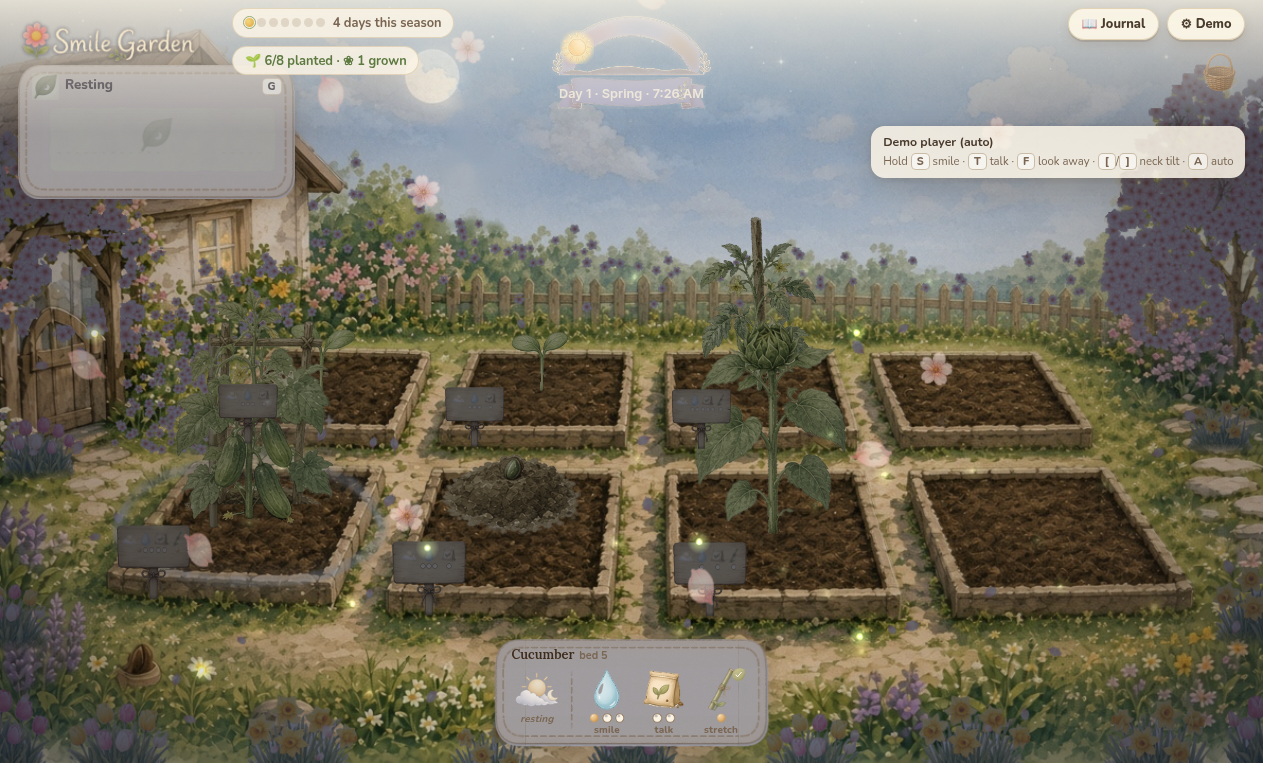 Smile Garden
4 days this season
6/8 planted · 1 grown
Resting
G
Day 1 · Spring · 7:26 AM
Journal
Demo
Demo player (auto)
Hold S smile · T talk · F look away · [ / ] neck tilt · A auto
Cucumber bed 5
resting
smile
talk
stretch